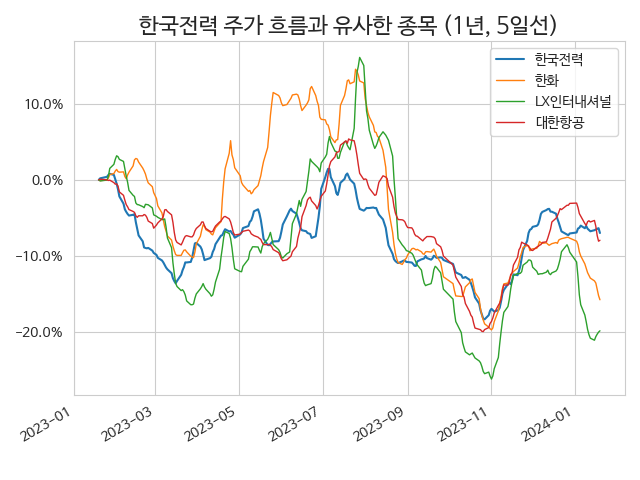 한국전력 주가 흐름과 유사한 종목 (1년, 5일선)
한국전력
한화
LX인터내셔널
대한항공
10.0%
0.0%
−10.0%
−20.0%
2023-01
2023-03
2023-05
2023-07
2023-09
2023-11
2024-01